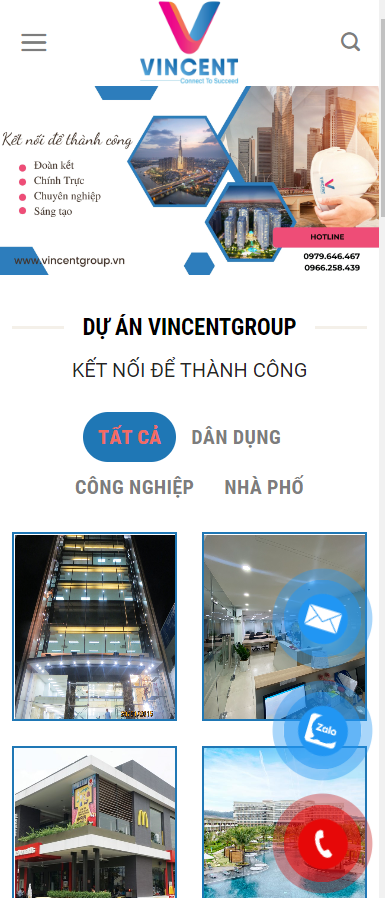 VINCENT
Connect To Succeed
Kết nối để thành công
Đoàn kết
Chính Trực
Chuyên nghiệp
Sáng tạo
VINCENT
HOTLINE
0979.646.467
0966.258.439
www.vincentgroup.vn
DỰ ÁN VINCENTGROUP
KẾT NỐI ĐỂ THÀNH CÔNG
TẤT CẢ
DÂN DỤNG
CÔNG NGHIỆP
NHÀ PHỐ
Zalo